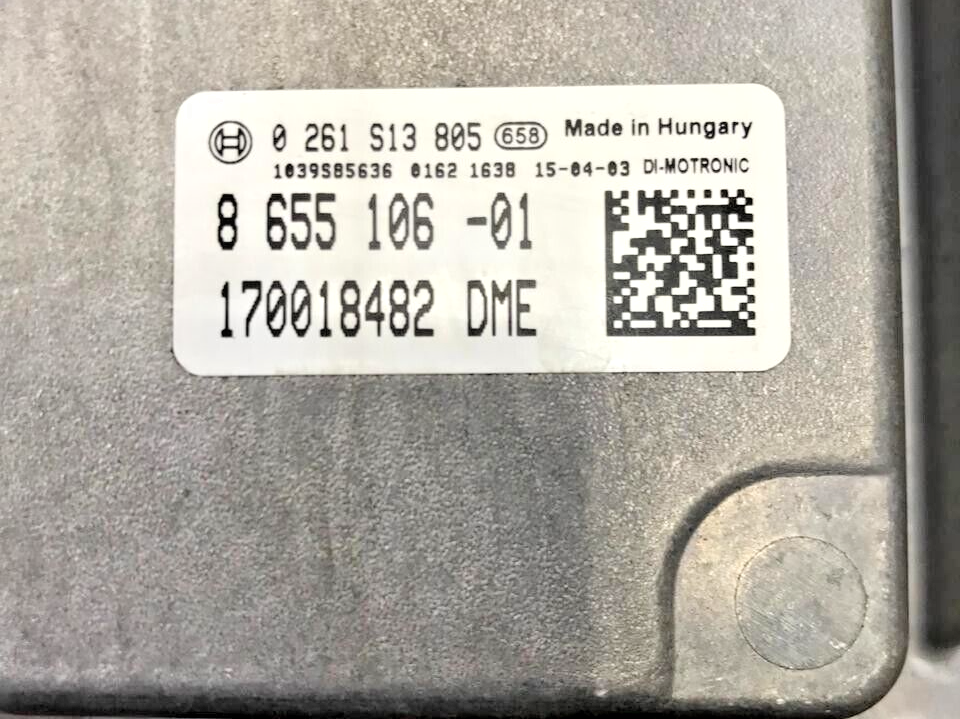 0 261 S13 805 658 Made in Hungary
1039S85636 0162 1638 15-04-03 DI-MOTRONIC
8 655 106 -01
170018482 DME